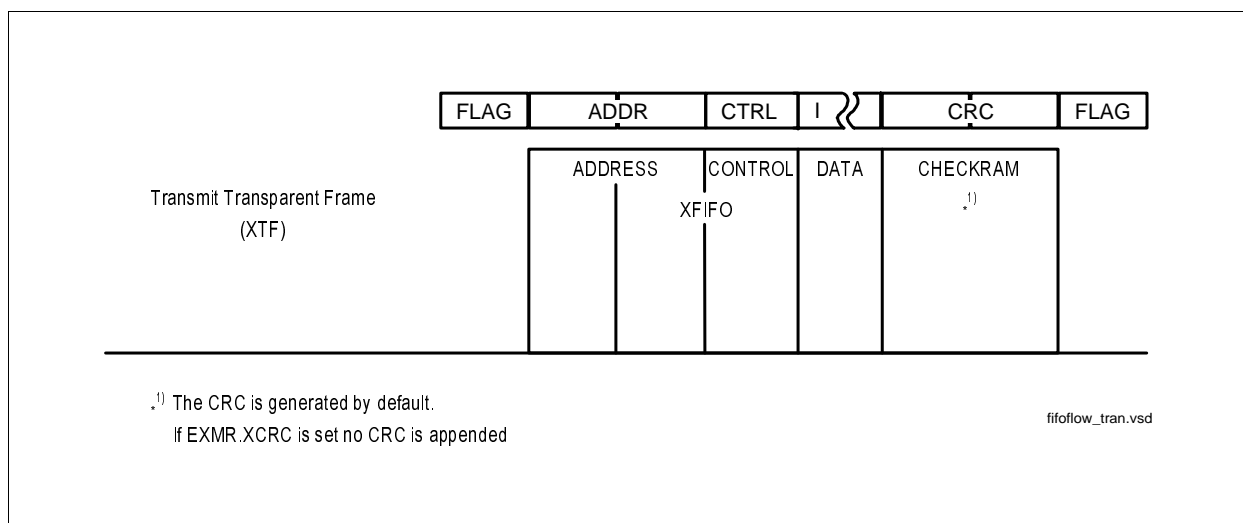 FLAG ADDR CTRL I CRC FLAG
ADDRESS CONTROL DATA CHECKRAM
Transmit Transparent Frame
(XTF)
XFIFO
*1)
*1) The CRC is generated by default.
If EXMR.XCRC is set no CRC is appended
fifoflow_tran.vsd